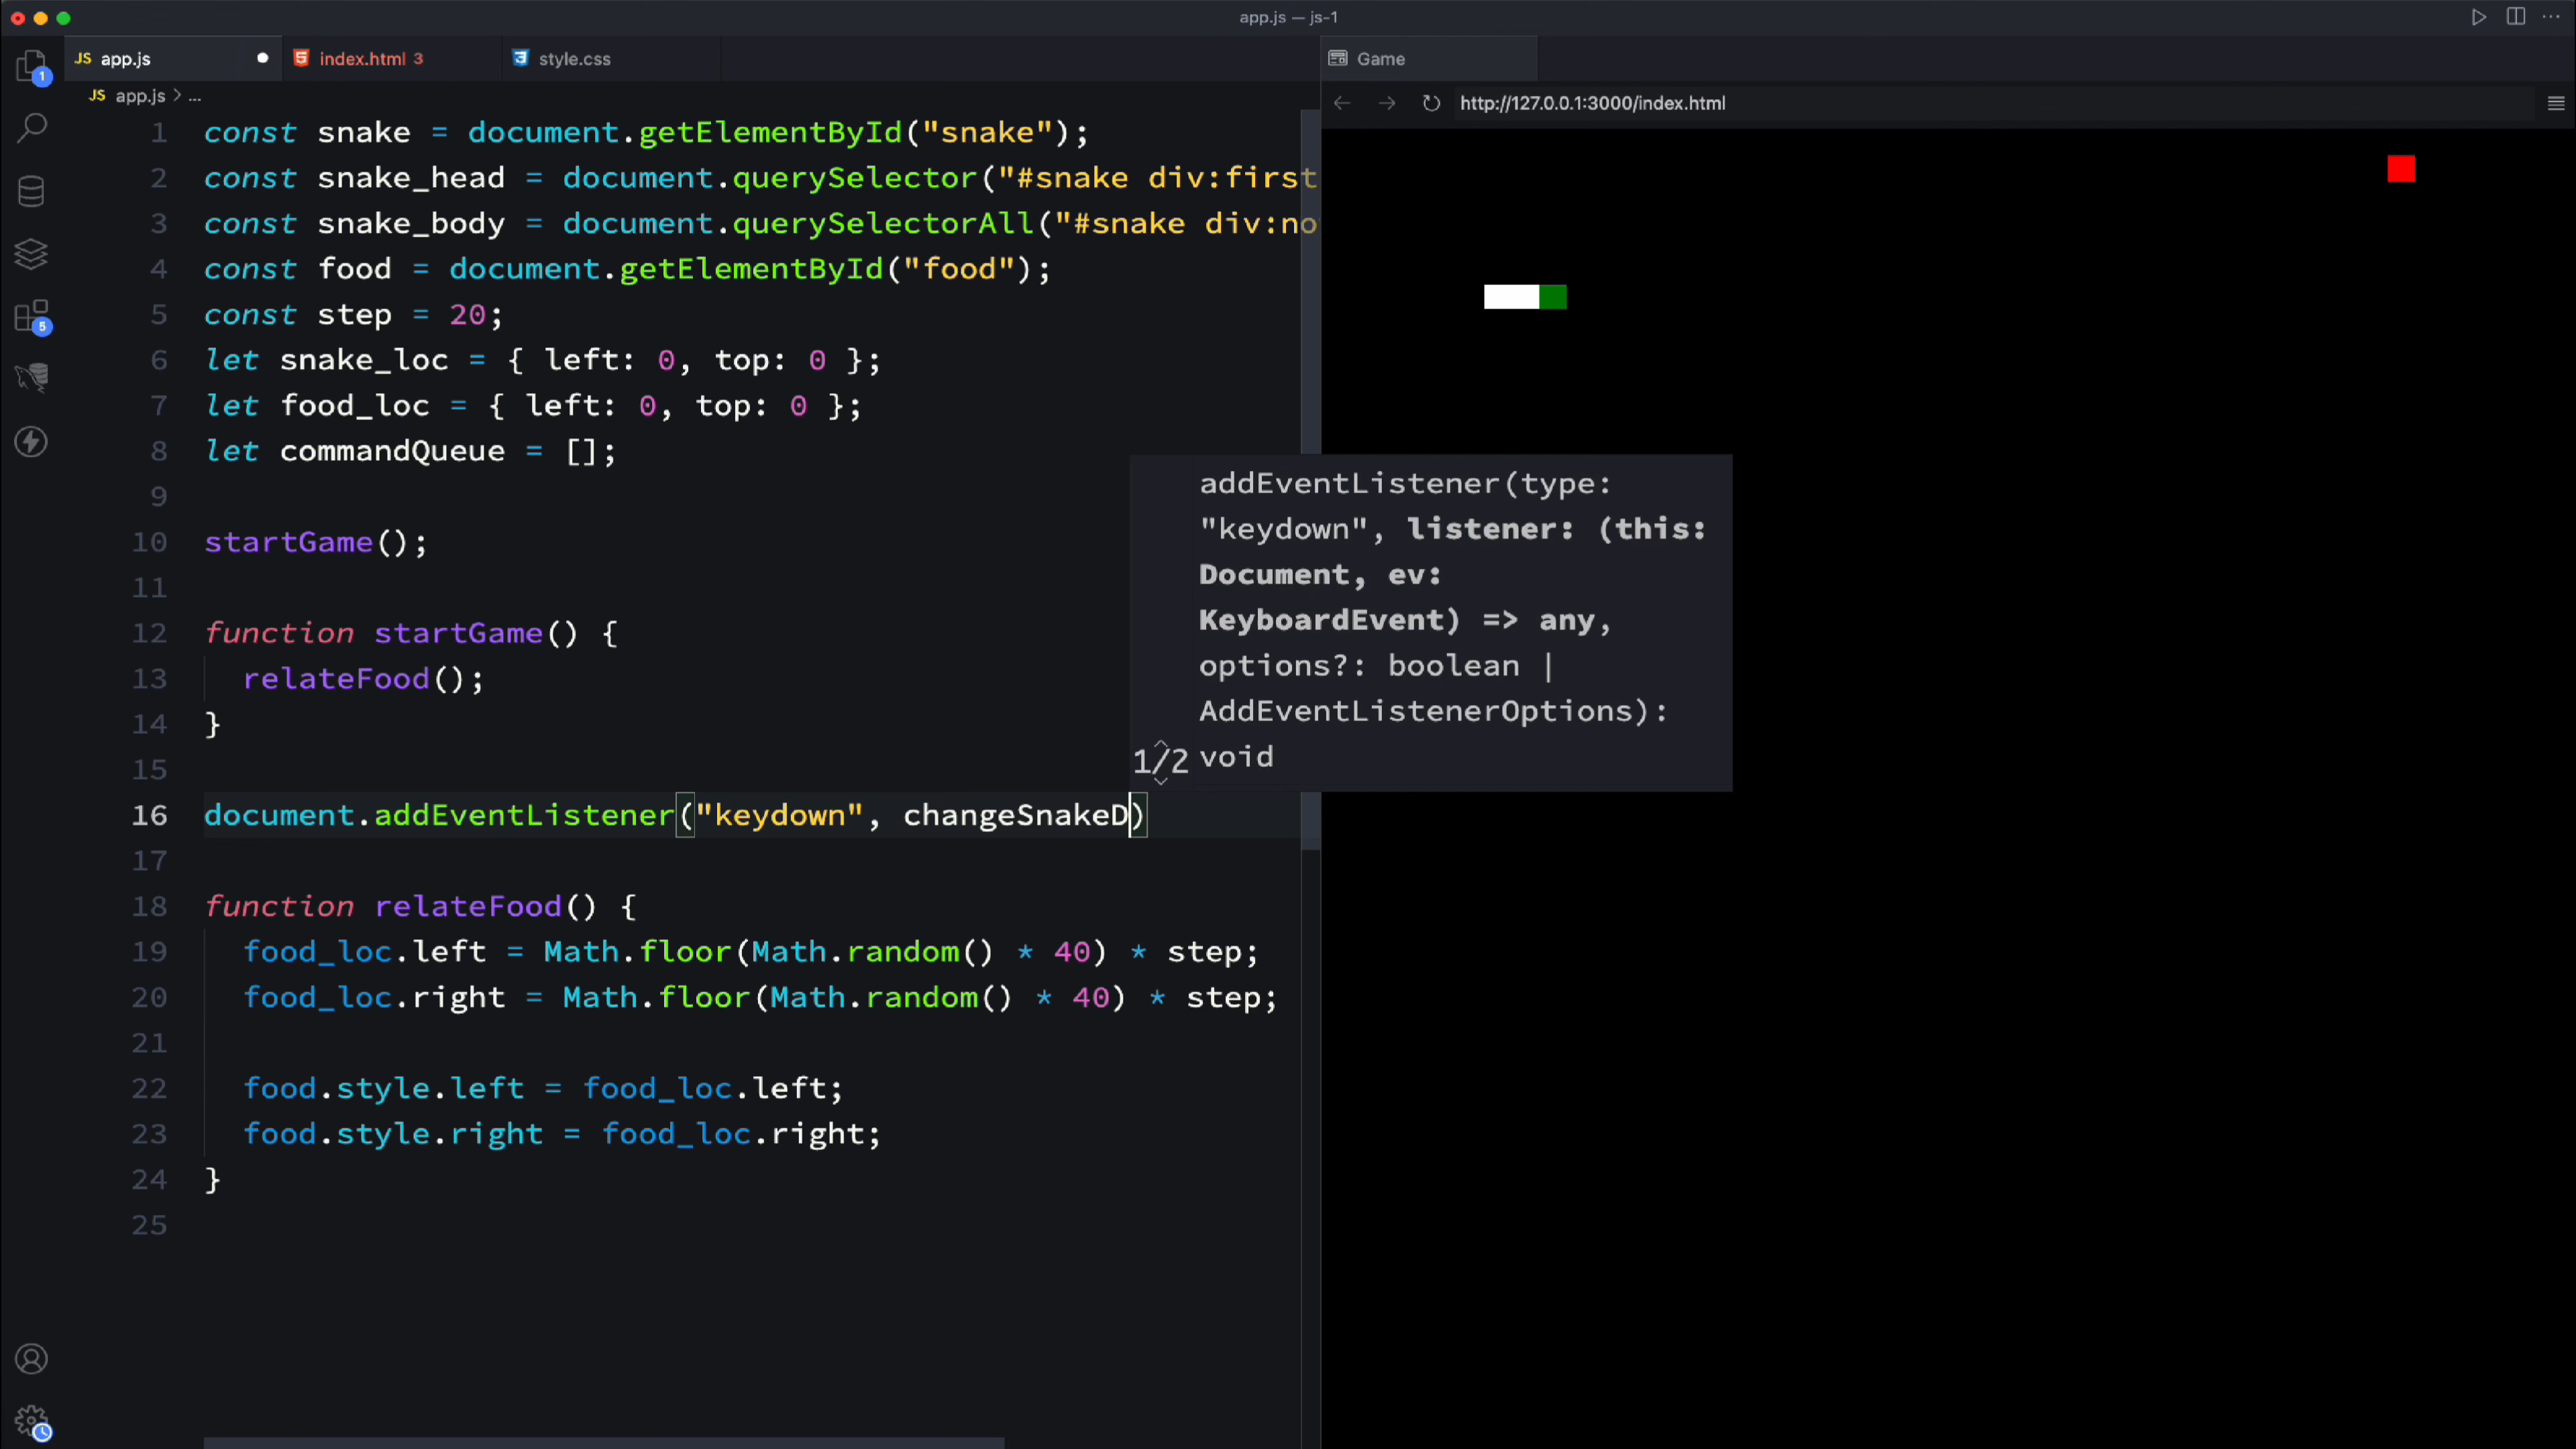 app.js — js-1
JS app.js
index.html 3
style.css
Game
JS app.js > ...
http://127.0.0.1:3000/index.html
1
5
1 const snake = document.getElementById("snake");
2 const snake_head = document.querySelector("#snake div:first
3 const snake_body = document.querySelectorAll("#snake div:no
4 const food = document.getElementById("food");
5 const step = 20;
6 let snake_loc = { left: 0, top: 0 };
7 let food_loc = { left: 0, top: 0 };
8 let commandQueue = [];
9
10 startGame();
11
12 function startGame() {
13 relateFood();
14 }
15
16 document.addEventListener("keydown", changeSnakeD)
17
18 function relateFood() {
19 food_loc.left = Math.floor(Math.random() * 40) * step;
20 food_loc.right = Math.floor(Math.random() * 40) * step;
21
22 food.style.left = food_loc.left;
23 food.style.right = food_loc.right;
24 }
25
addEventListener(type:
"keydown", listener: (this:
Document, ev:
KeyboardEvent) => any,
options?: boolean |
AddEventListenerOptions):
1/2 void